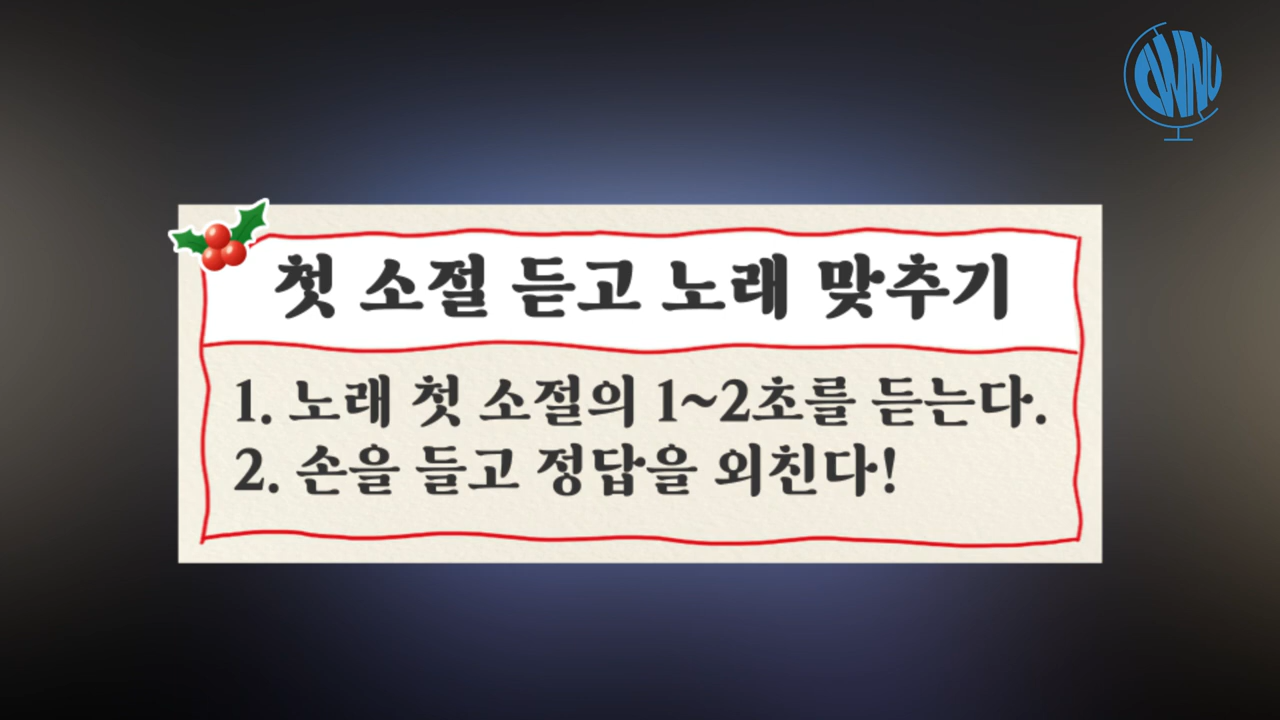 OWNU
첫 소절 듣고 노래 맞추기
1. 노래 첫 소절의 1~2초를 듣는다.
2. 손을 들고 정답을 외친다!